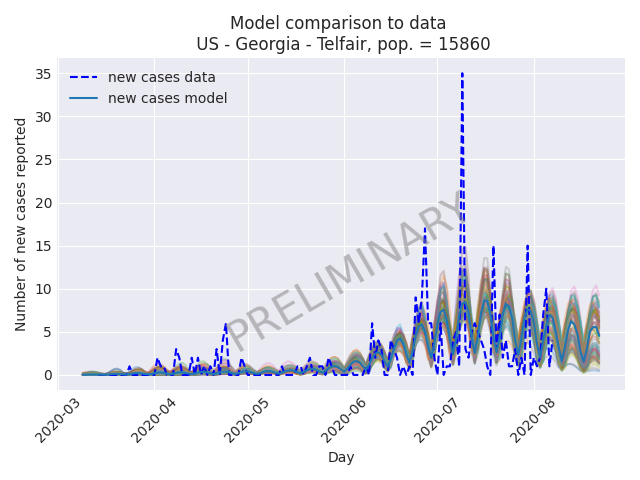 Model comparison to data
US - Georgia - Telfair, pop. = 15860
new cases data
new cases model
Number of new cases reported
35
30
25
20
15
10
5
0
PRELIMINARY
2020-03
2020-04
2020-05
2020-06
2020-07
2020-08
Day